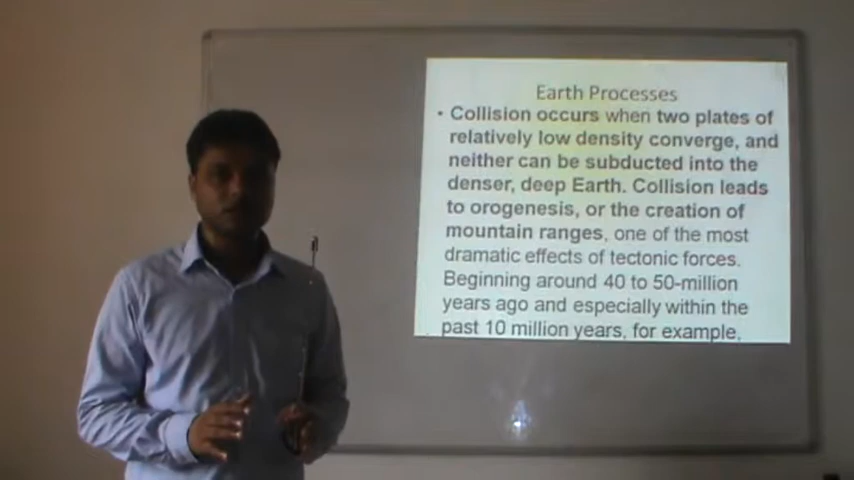 Earth Processes
• Collision occurs when two plates of
relatively low density converge, and
neither can be subducted into the
denser, deep Earth. Collision leads
to orogenesis, or the creation of
mountain ranges, one of the most
dramatic effects of tectonic forces.
Beginning around 40 to 50-million
years ago and especially within the
past 10 million years, for example,